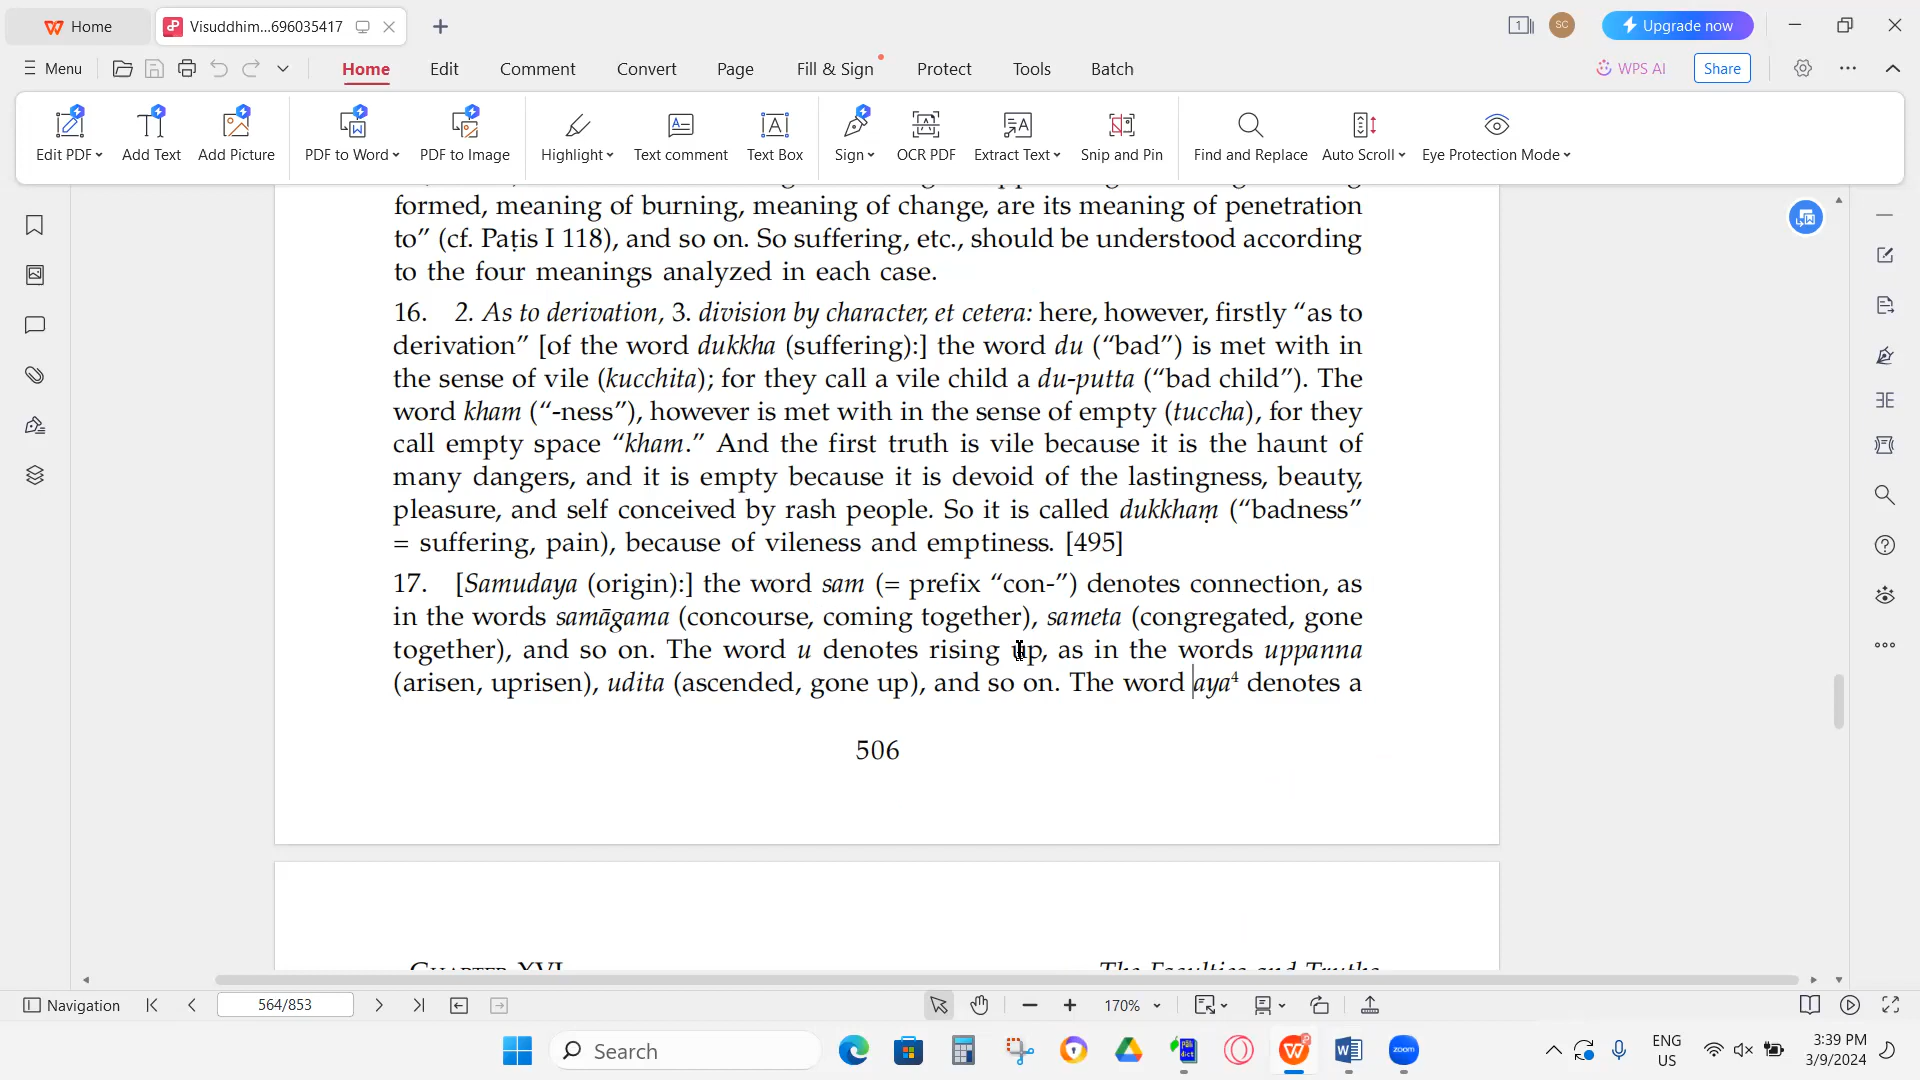 Home
Visuddhim...696035417
1
SC
Upgrade now
Menu
Home
Edit
Comment
Convert
Page
Fill & Sign
Protect
Tools
Batch
WPS AI
Share
Edit PDF
Add Text
Add Picture
PDF to Word
PDF to Image
Highlight
Text comment
Text Box
Sign
OCR PDF
Extract Text
Snip and Pin
Find and Replace
Auto Scroll
Eye Protection Mode
formed, meaning of burning, meaning of change, are its meaning of penetration
to” (cf. Paṭis I 118), and so on. So suffering, etc., should be understood according
to the four meanings analyzed in each case.
16. 2. As to derivation, 3. division by character, et cetera: here, however, firstly “as to
derivation” [of the word dukkha (suffering):] the word du (“bad”) is met with in
the sense of vile (kucchita); for they call a vile child a du-putta (“bad child”). The
word kham (“-ness”), however is met with in the sense of empty (tuccha), for they
call empty space “kham.” And the first truth is vile because it is the haunt of
many dangers, and it is empty because it is devoid of the lastingness, beauty,
pleasure, and self conceived by rash people. So it is called dukkhaṃ (“badness”
= suffering, pain), because of vileness and emptiness. [495]
17. [Samudaya (origin):] the word sam (= prefix “con-”) denotes connection, as
in the words samāgama (concourse, coming together), sameta (congregated, gone
together), and so on. The word u denotes rising up, as in the words uppanna
(arisen, uprisen), udita (ascended, gone up), and so on. The word aya⁴ denotes a
506
CHAPTER XVI
The Faculties and Truths
Navigation
564/853
170%
Search
zoom
ENG
US
3:39 PM
3/9/2024